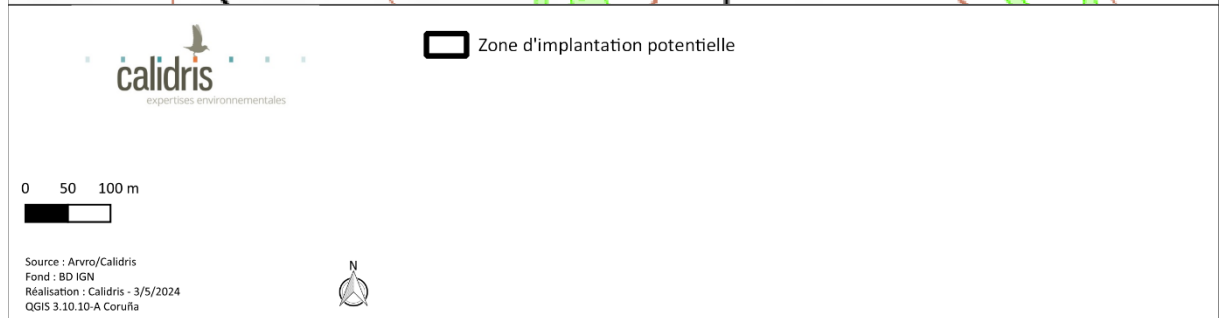 calidris
expertises environnementales
Zone d'implantation potentielle
0 50 100 m
Source : Arvro/Calidris
Fond : BD IGN
Réalisation : Calidris - 3/5/2024
QGIS 3.10.10-A Coruña
N